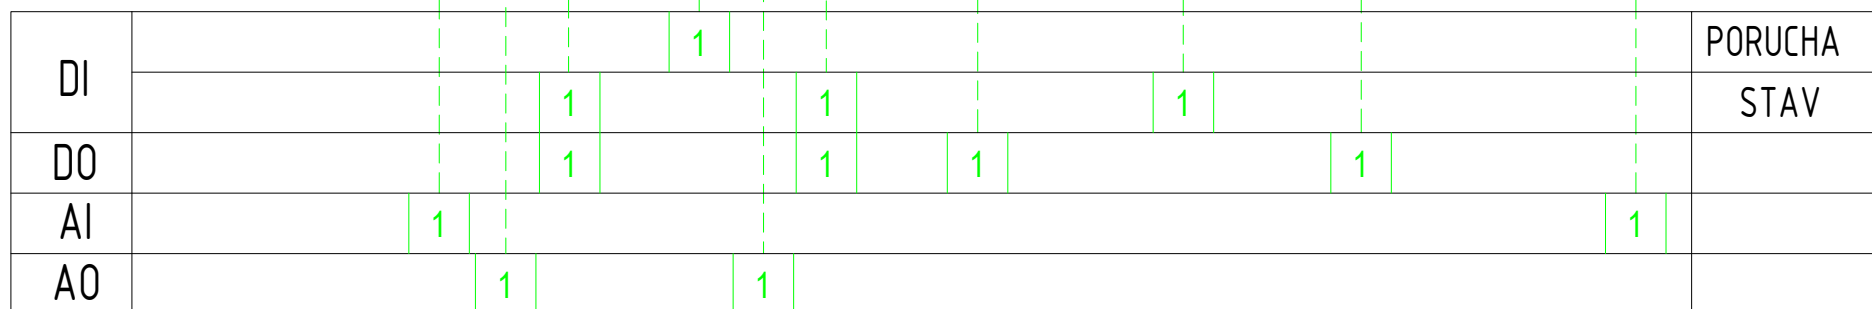 1 PORUCHA
DI
1 1 1 STAV
DO 1 1 1 1
AI 1 1
AO 1 1